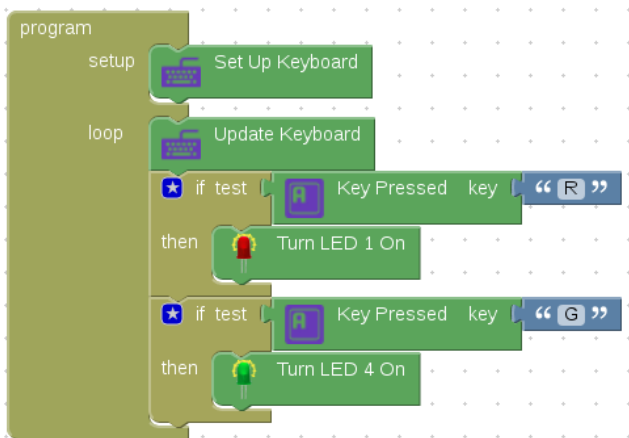 program
setup Set Up Keyboard
loop Update Keyboard
if test A Key Pressed key “ R ”
then Turn LED 1 On
if test A Key Pressed key “ G ”
then Turn LED 4 On